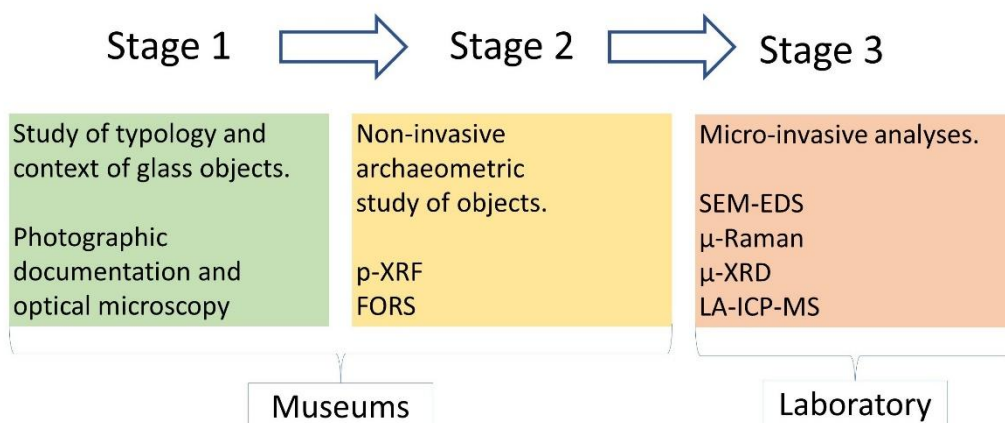 Stage 1
Stage 2
Stage 3
Study of typology and
context of glass objects.
Photographic
documentation and
optical microscopy
Non-invasive
archaeometric
study of objects.
p-XRF
FORS
Micro-invasive analyses.
SEM-EDS
μ-Raman
μ-XRD
LA-ICP-MS
Museums
Laboratory